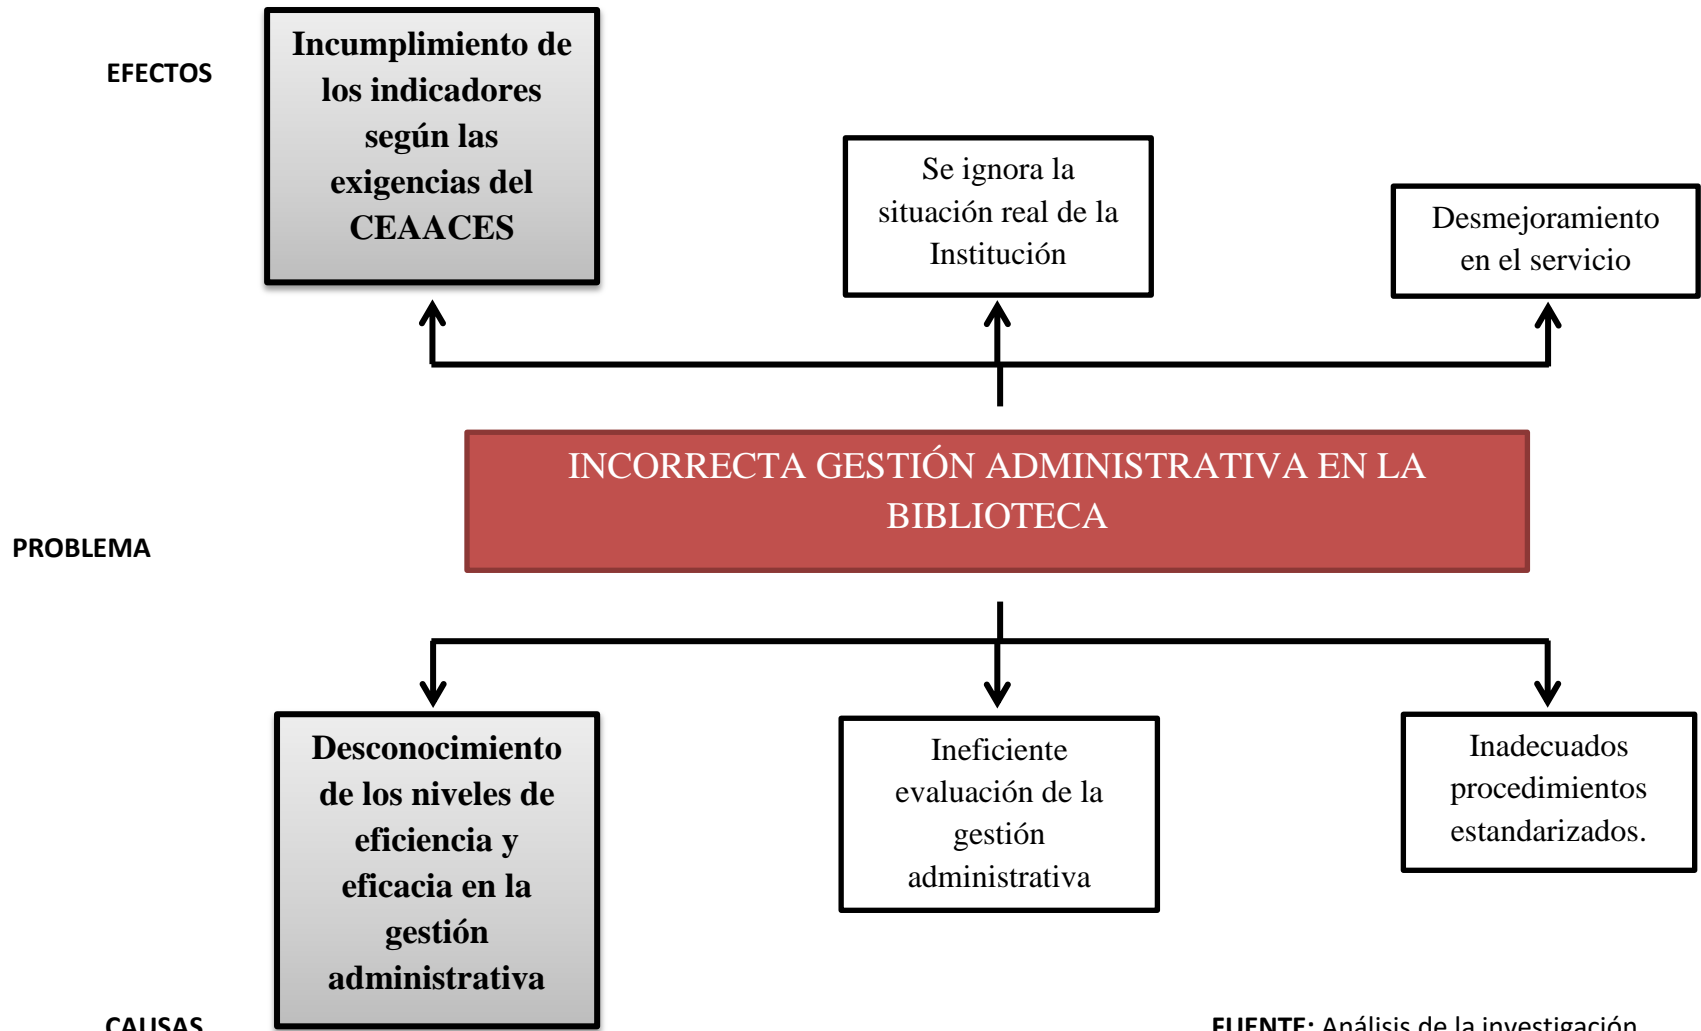 EFECTOS
Incumplimiento de
los indicadores
según las
exigencias del
CEAACES
Se ignora la
situación real de la
Institución
Desmejoramiento
en el servicio
PROBLEMA
INCORRECTA GESTIÓN ADMINISTRATIVA EN LA
BIBLIOTECA
Desconocimiento
de los niveles de
eficiencia y
eficacia en la
gestión
administrativa
Ineficiente
evaluación de la
gestión
administrativa
Inadecuados
procedimientos
estandarizados.
CAUSAS
FUENTE: Análisis de la investigación